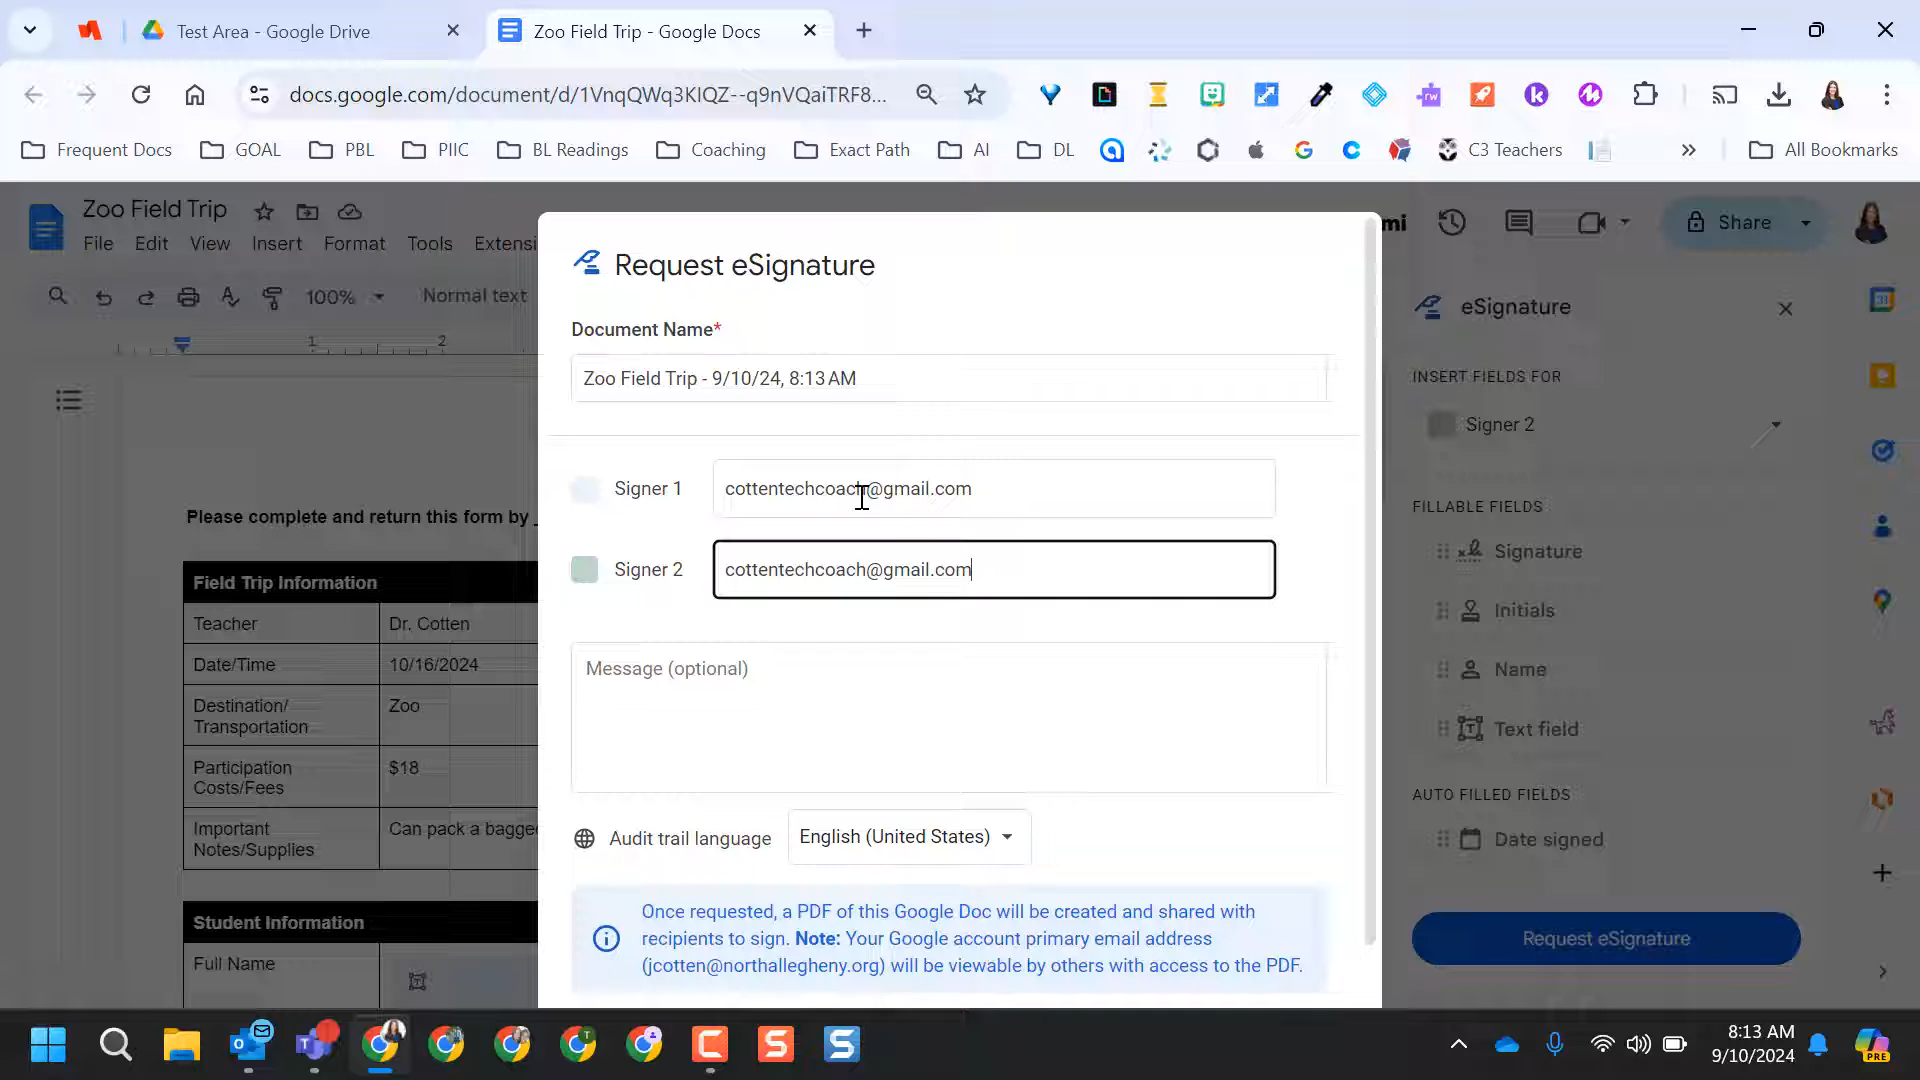 Test Area - Google Drive
Zoo Field Trip - Google Docs
docs.google.com/document/d/1VnqQWq3KIQZ--q9nVQaiTRF8...
Frequent Docs
GOAL
PBL
PIIC
BL Readings
Coaching
Exact Path
AI
DL
C3 Teachers
All Bookmarks
Zoo Field Trip
File Edit View Insert Format Tools Extensi
Share
100%
Normal text
1 2
Please complete and return this form by
Field Trip Information
Teacher Dr. Cotten
Date/Time 10/16/2024
Destination/ Zoo
Transportation
Participation $18
Costs/Fees
Important Can pack a bagge
Notes/Supplies
Student Information
Full Name
Request eSignature
Document Name*
Zoo Field Trip - 9/10/24, 8:13 AM
Signer 1 cottentechcoach@gmail.com
Signer 2 cottentechcoach@gmail.com
Message (optional)
Audit trail language English (United States)
Once requested, a PDF of this Google Doc will be created and shared with
recipients to sign. Note: Your Google account primary email address
(jcotten@northallegheny.org) will be viewable by others with access to the PDF.
eSignature
INSERT FIELDS FOR
Signer 2
FILLABLE FIELDS
Signature
Initials
Name
Text field
AUTO FILLED FIELDS
Date signed
Request eSignature
8:13 AM
9/10/2024
PRE